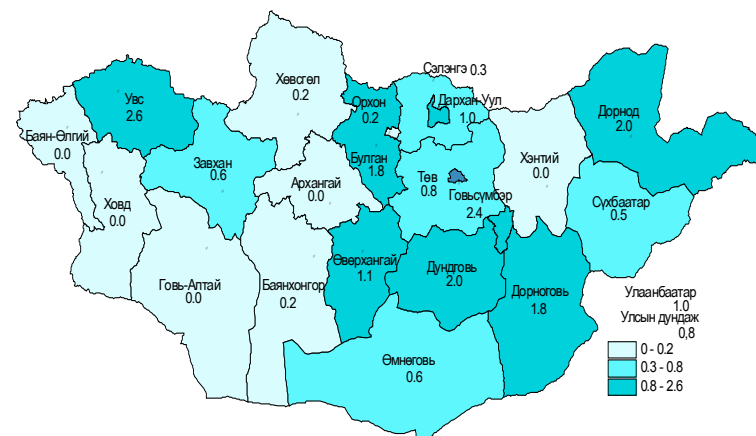 Сэлэнгэ 0.3
Хөвсгөл
0.2
Увс
2.6
Орхон
0.2
Дархан-Уул
1.0
Дорнод
2.0
Баян-Өлгий
0.0
Завхан
0.6
Булган
1.8
Хэнтий
0.0
Архангай
0.0
Төв
0.8
Говьсүмбэр
2.4
Ховд
0.0
Сүхбаатар
0.5
Өвөрхангай
1.1
Дундговь
2.0
Говь-Алтай
0.0
Баянхонгор
0.2
Дорноговь
1.8
Улаанбаатар
1.0
Улсын дундаж
0,8
Өмнөговь
0.6
0 - 0.2
0.3 - 0.8
0.8 - 2.6